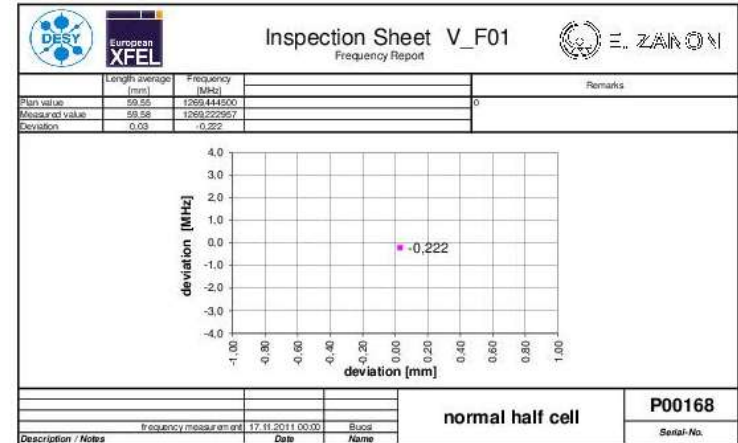 DESY
European
XFEL
Inspection Sheet V_F01
Frequency Report
E. ZANON
Length average [mm] Frequency [MHz] Remarks
Plan value 59,55 1269,444500 0
Measured value 59,58 1269,222957
Deviation 0,03 -0,222
4,0
3,0
2,0
1,0
0,0
-1,0
-2,0
-3,0
-4,0
deviation [MHz]
-0,222
-1,00 -0,80 -0,60 -0,40 -0,20 0,00 0,20 0,40 0,60 0,80 1,00
deviation [mm]
frequency measurement 17.11.2011 00:00 Buosi
Description / Notes Date Name
normal half cell
P00168
Serial-No.